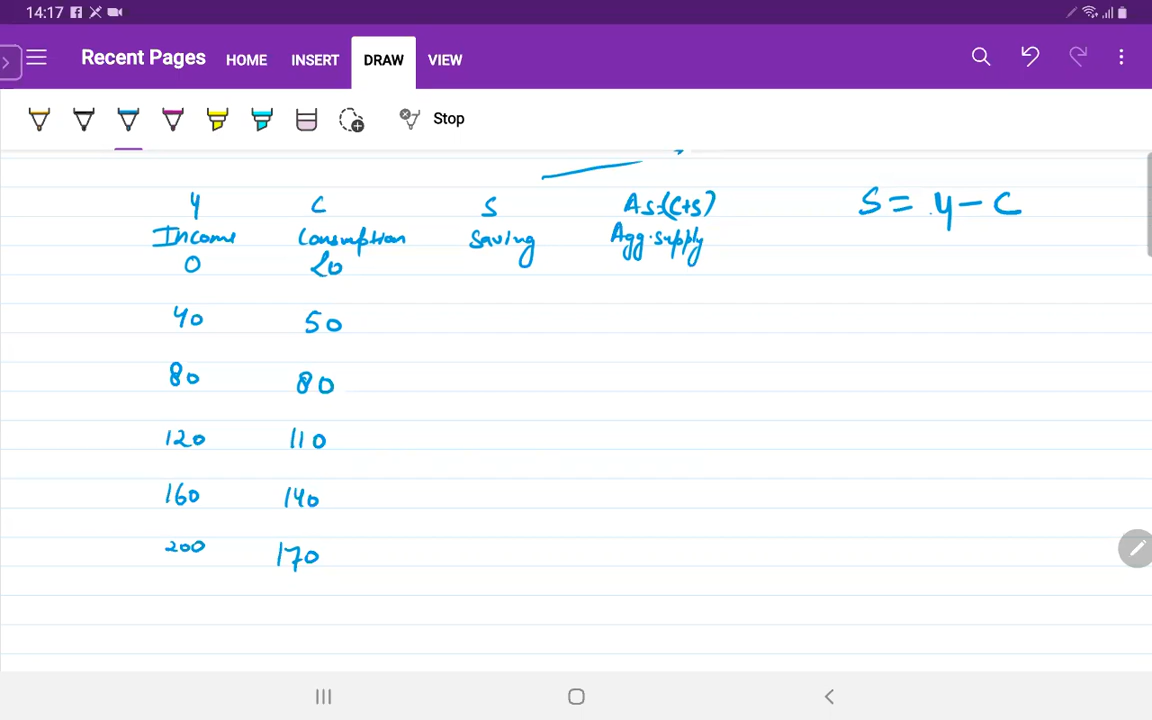 14:17
Recent Pages HOME INSERT DRAW VIEW
Stop
Y C S AS=(C+S) S = Y - C
Income Consumption Saving Agg. supply
0 20
40 50
80 80
120 110
160 140
200 170